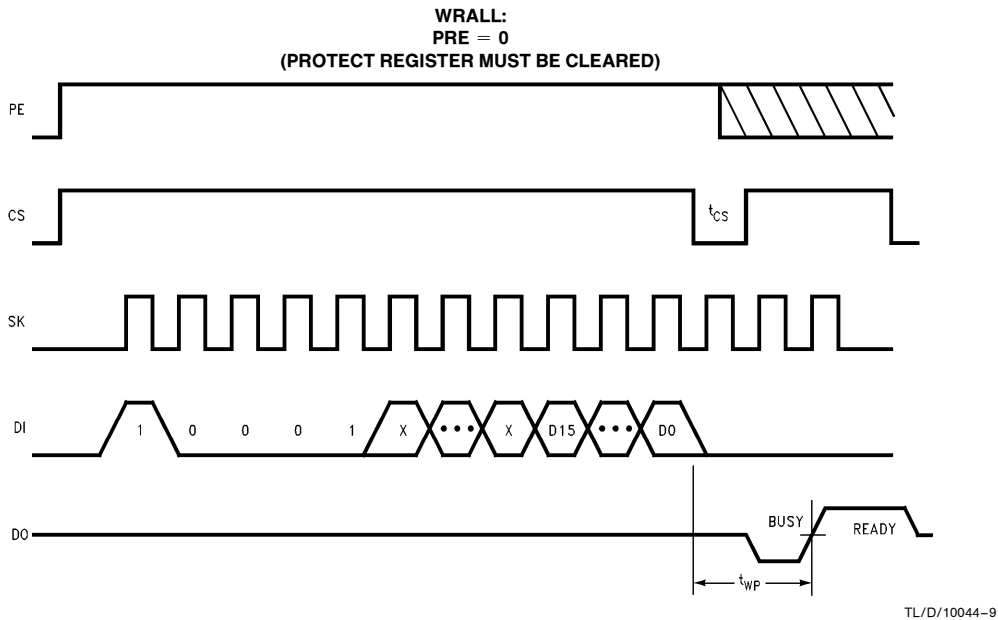 WRALL:
PRE = 0
(PROTECT REGISTER MUST BE CLEARED)
PE
CS
tCS
SK
DI
1 0 0 0 1 X ••• X D15 ••• D0
DO
BUSY
READY
tWP
TL/D/10044–9